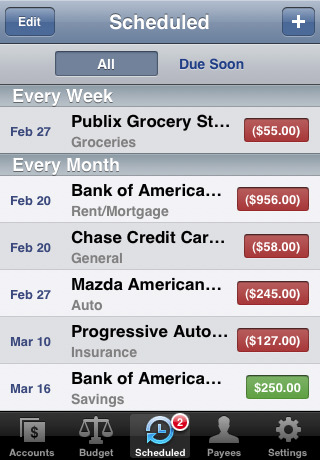 Edit
Scheduled
+
All
Due Soon
Every Week
Feb 27
Publix Grocery St...
Groceries
($55.00)
Every Month
Feb 20
Bank of America...
Rent/Mortgage
($956.00)
Feb 20
Chase Credit Car...
General
($58.00)
Feb 27
Mazda American...
Auto
($245.00)
Mar 10
Progressive Auto...
Insurance
($127.00)
Mar 16
Bank of America...
Savings
$250.00
$
2
Accounts
Budget
Scheduled
Payees
Settings